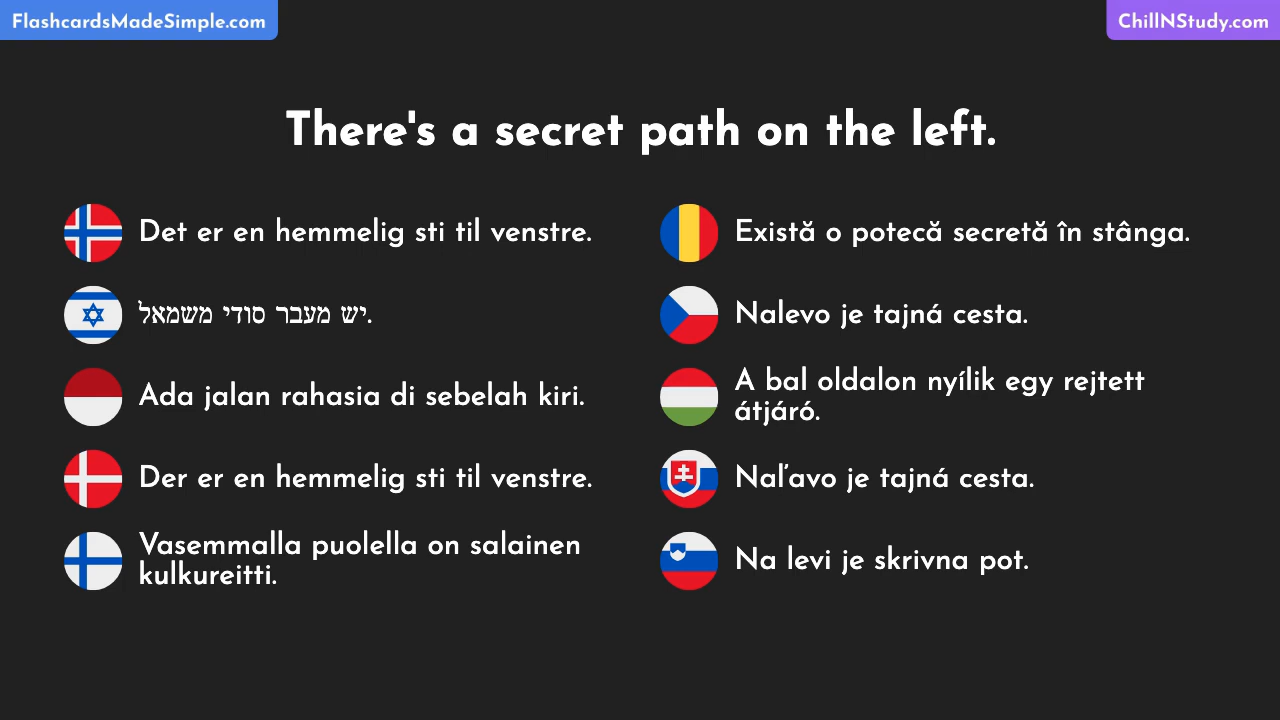 FlashcardsMadeSimple.com
ChillNStudy.com
There's a secret path on the left.
Det er en hemmelig sti til venstre.
יש מעבר סודי משמאל.
Ada jalan rahasia di sebelah kiri.
Der er en hemmelig sti til venstre.
Vasemmalla puolella on salainen
kulkureitti.
Există o potecă secretă în stânga.
Nalevo je tajná cesta.
A bal oldalon nyílik egy rejtett
átjáró.
Naľavo je tajná cesta.
Na levi je skrivna pot.